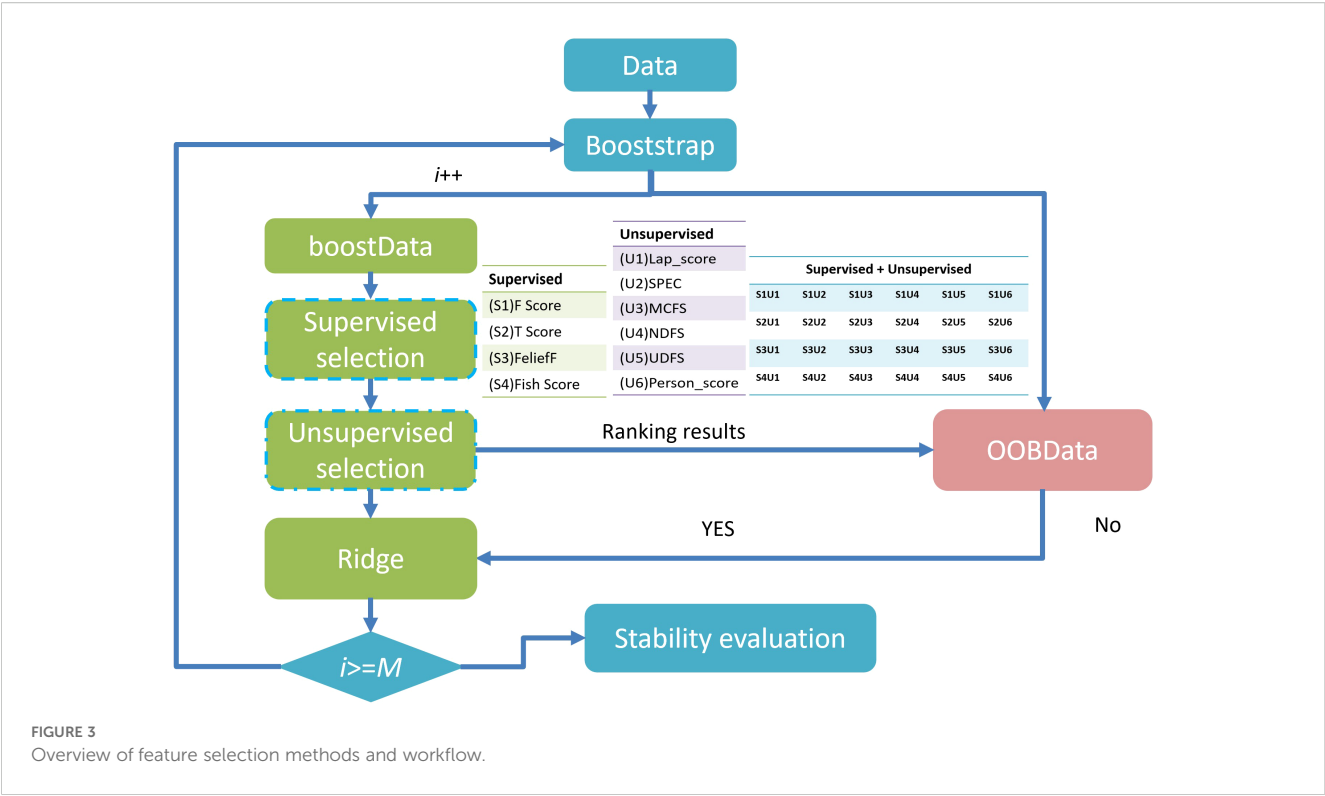 Data
Booststrap
i++
boostData
Supervised
selection
Unsupervised
selection
Supervised
(S1)F Score
(S2)T Score
(S3)FeliefF
(S4)Fish Score
Unsupervised
(U1)Lap_score
(U2)SPEC
(U3)MCFS
(U4)NDFS
(U5)UDFS
(U6)Person_score
Supervised + Unsupervised
S1U1 S1U2 S1U3 S1U4 S1U5 S1U6
S2U1 S2U2 S2U3 S2U4 S2U5 S2U6
S3U1 S3U2 S3U3 S3U4 S3U5 S3U6
S4U1 S4U2 S4U3 S4U4 S4U5 S4U6
Ranking results
OOBData
YES
No
Ridge
i>=M
Stability evaluation
FIGURE 3
Overview of feature selection methods and workflow.